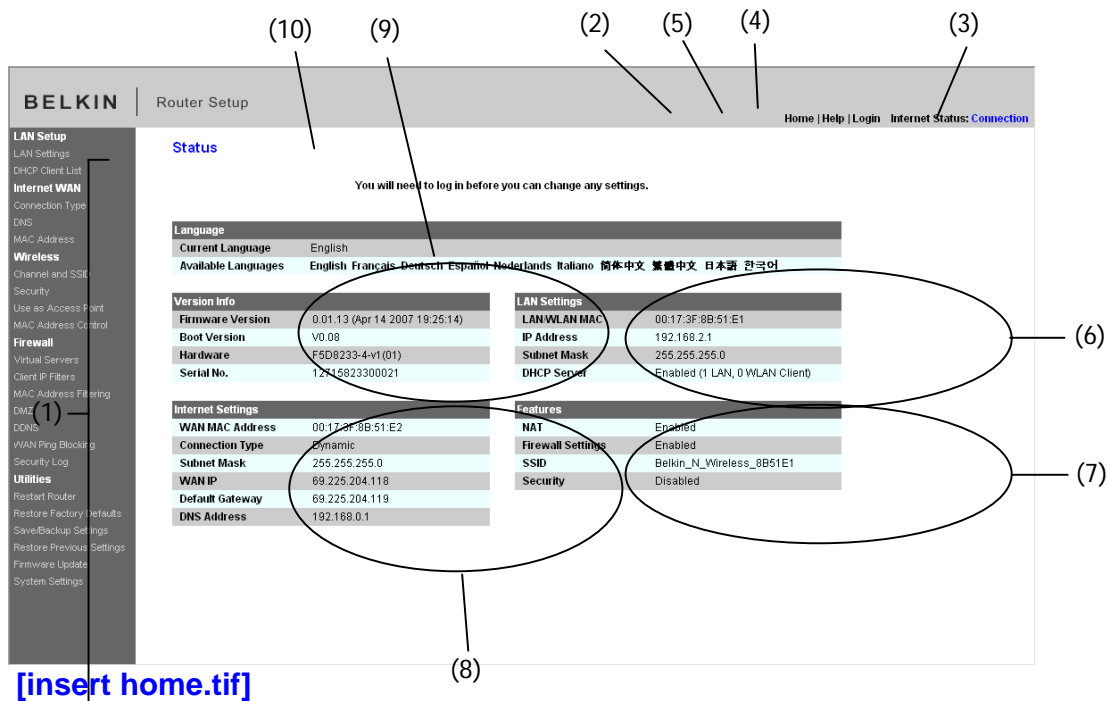 (10) (9) (2) (5) (4) (3)
BELKIN Router Setup
Home | Help | Login Internet Status: Connection
LAN Setup
LAN Settings
DHCP Client List
Internet WAN
Connection Type
DNS
MAC Address
Wireless
Channel and SSID
Security
Use as Access Point
MAC Address Control
Firewall
Virtual Servers
Client IP Filters
MAC Address Filtering
DMZ
DDNS
WAN Ping Blocking
Security Log
Utilities
Restart Router
Restore Factory Defaults
Save/Backup Settings
Restore Previous Settings
Firmware Update
System Settings
(1)
Status
You will need to log in before you can change any settings.
Language
Current Language English
Available Languages English Français Deutsch Español Nederlands Italiano 简体中文 繁體中文 日本語 한국어
Version Info
Firmware Version 0.01.13 (Apr 14 2007 19:25:14)
Boot Version V0.08
Hardware F5D8233-4-v1(01)
Serial No. 12715823300021
LAN Settings
LAN/WLAN MAC 00:17:3F:8B:51:E1
IP Address 192.168.2.1
Subnet Mask 255.255.255.0
DHCP Server Enabled (1 LAN, 0 WLAN Client)
(6)
Internet Settings
WAN MAC Address 00:17:3F:8B:51:E2
Connection Type Dynamic
Subnet Mask 255.255.255.0
WAN IP 69.225.204.118
Default Gateway 69.225.204.119
DNS Address 192.168.0.1
Features
NAT Enabled
Firewall Settings Enabled
SSID Belkin_N_Wireless_8B51E1
Security Disabled
(7)
(8)
[insert home.tif]